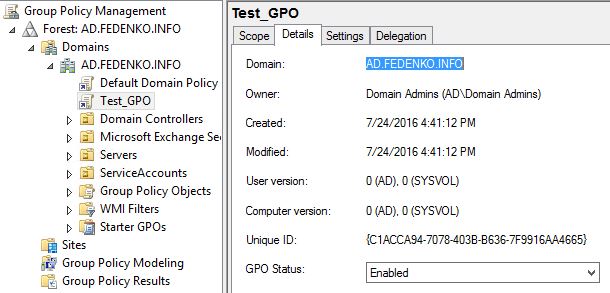 Group Policy Management
Forest: AD.FEDENKO.INFO
Domains
AD.FEDENKO.INFO
Default Domain Policy
Test_GPO
Domain Controllers
Microsoft Exchange Se
Servers
ServiceAccounts
Group Policy Objects
WMI Filters
Starter GPOs
Sites
Group Policy Modeling
Group Policy Results
Test_GPO
Scope Details Settings Delegation
Domain: AD.FEDENKO.INFO
Owner: Domain Admins (AD\Domain Admins)
Created: 7/24/2016 4:41:12 PM
Modified: 7/24/2016 4:41:12 PM
User version: 0 (AD), 0 (SYSVOL)
Computer version: 0 (AD), 0 (SYSVOL)
Unique ID: {C1ACCA94-7078-403B-B636-7F9916AA4665}
GPO Status: Enabled